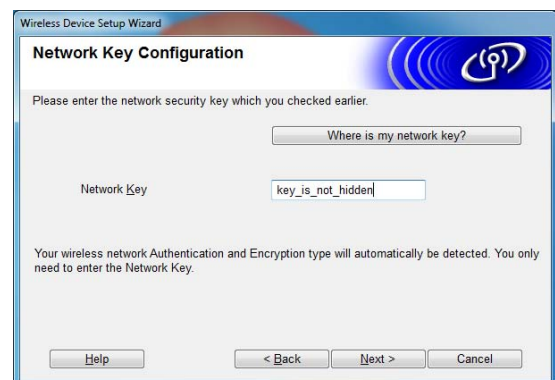 Wireless Device Setup Wizard
Network Key Configuration
Please enter the network security key which you checked earlier.
Where is my network key?
Network Key
key_is_not_hidden
Your wireless network Authentication and Encryption type will automatically be detected. You only
need to enter the Network Key.
Help
< Back
Next >
Cancel